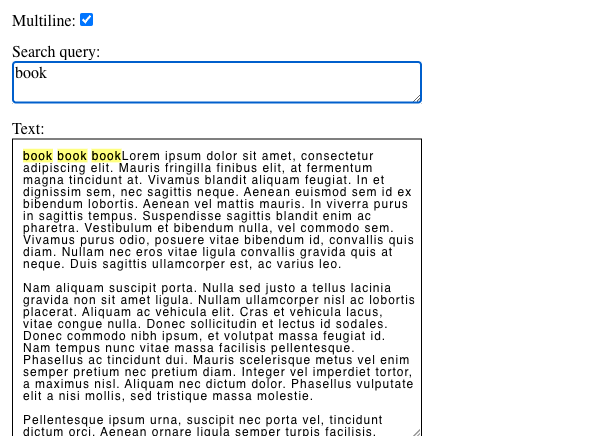 Multiline:
Search query:
book
Text:
book book bookLorem ipsum dolor sit amet, consectetur
adipiscing elit. Mauris fringilla finibus elit, at fermentum
magna tincidunt at. Vivamus blandit aliquam feugiat. In et
dignissim sem, nec sagittis neque. Aenean euismod sem id ex
bibendum lobortis. Aenean vel mattis mauris. In viverra purus
in sagittis tempus. Suspendisse sagittis blandit enim ac
pharetra. Vestibulum et bibendum nulla, vel commodo sem.
Vivamus purus odio, posuere vitae bibendum id, convallis quis
diam. Nullam nec eros vitae ligula convallis gravida quis at
neque. Duis sagittis ullamcorper est, ac varius leo.
Nam aliquam suscipit porta. Nulla sed justo a tellus lacinia
gravida non sit amet ligula. Nullam ullamcorper nisl ac lobortis
placerat. Aliquam ac vehicula elit. Cras et vehicula lacus,
vitae congue nulla. Donec sollicitudin et lectus id sodales.
Donec commodo nibh ipsum, et volutpat massa feugiat id.
Nam tempus nunc vitae massa facilisis pellentesque.
Phasellus ac tincidunt dui. Mauris scelerisque metus vel enim
semper pretium nec pretium diam. Integer vel imperdiet tortor,
a maximus nisl. Aliquam nec dictum dolor. Phasellus vulputate
elit a nisi mollis, sed tristique massa molestie.
Pellentesque ipsum urna, suscipit nec porta vel, tincidunt
dictum orci. Aenean ornare ligula semper turpis facilisis.